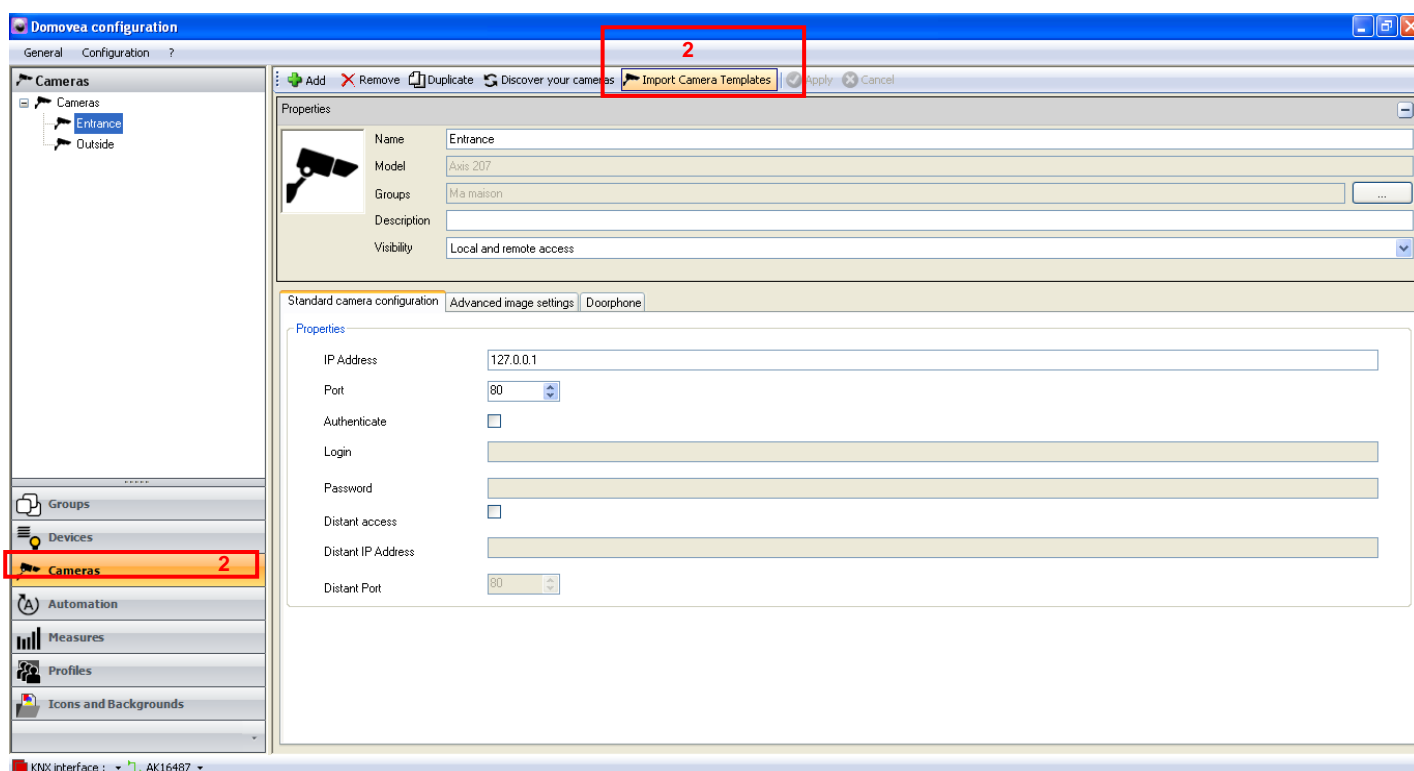 Domovea configuration
General Configuration ?
2
Cameras
Cameras
Entrance
Outside
Groups
Devices
Cameras 2
Automation
Measures
Profiles
Icons and Backgrounds
Add Remove Duplicate Discover your cameras Import Camera Templates Apply Cancel
Properties
Name Entrance
Model Axis 207
Groups Ma maison ...
Description
Visibility Local and remote access
Standard camera configuration Advanced image settings Doorphone
Properties
IP Address 127.0.0.1
Port 80
Authenticate
Login
Password
Distant access
Distant IP Address
Distant Port 80
KNX interface : AK16487